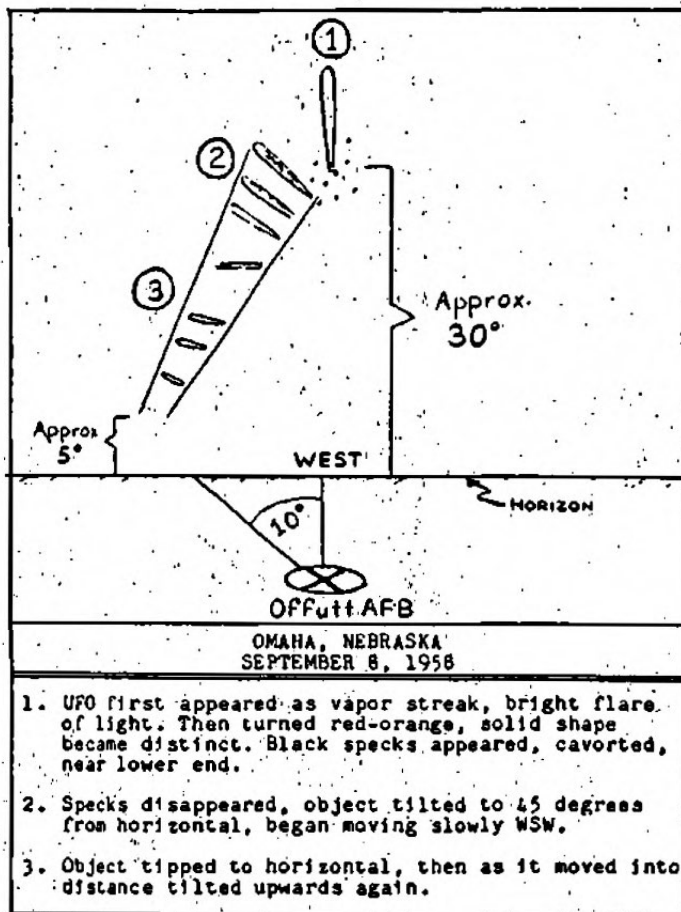 1
2
3
Approx.
30°
Approx
5°
WEST
HORIZON
10°
Offutt AFB
OMAHA, NEBRASKA
SEPTEMBER 8, 1958
1. UFO first appeared as vapor streak, bright flare
of light. Then turned red-orange, solid shape
became distinct. Black specks appeared, cavorted,
near lower end.
2. Specks disappeared, object tilted to 45 degrees
from horizontal, began moving slowly WSW.
3. Object tipped to horizontal, then as it moved into
distance tilted upwards again.